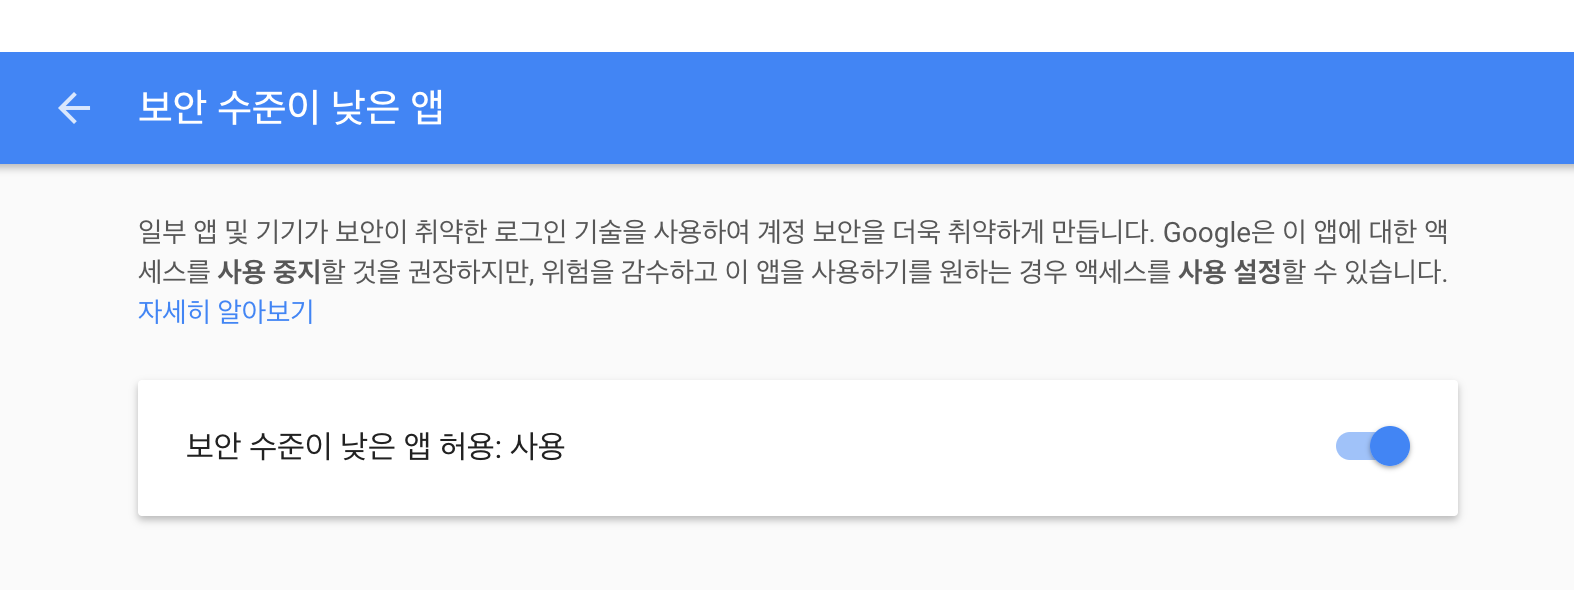 보안 수준이 낮은 앱
일부 앱 및 기기가 보안이 취약한 로그인 기술을 사용하여 계정 보안을 더욱 취약하게 만듭니다. Google은 이 앱에 대한 액
세스를 사용 중지할 것을 권장하지만, 위험을 감수하고 이 앱을 사용하기를 원하는 경우 액세스를 사용 설정할 수 있습니다.
자세히 알아보기
보안 수준이 낮은 앱 허용: 사용